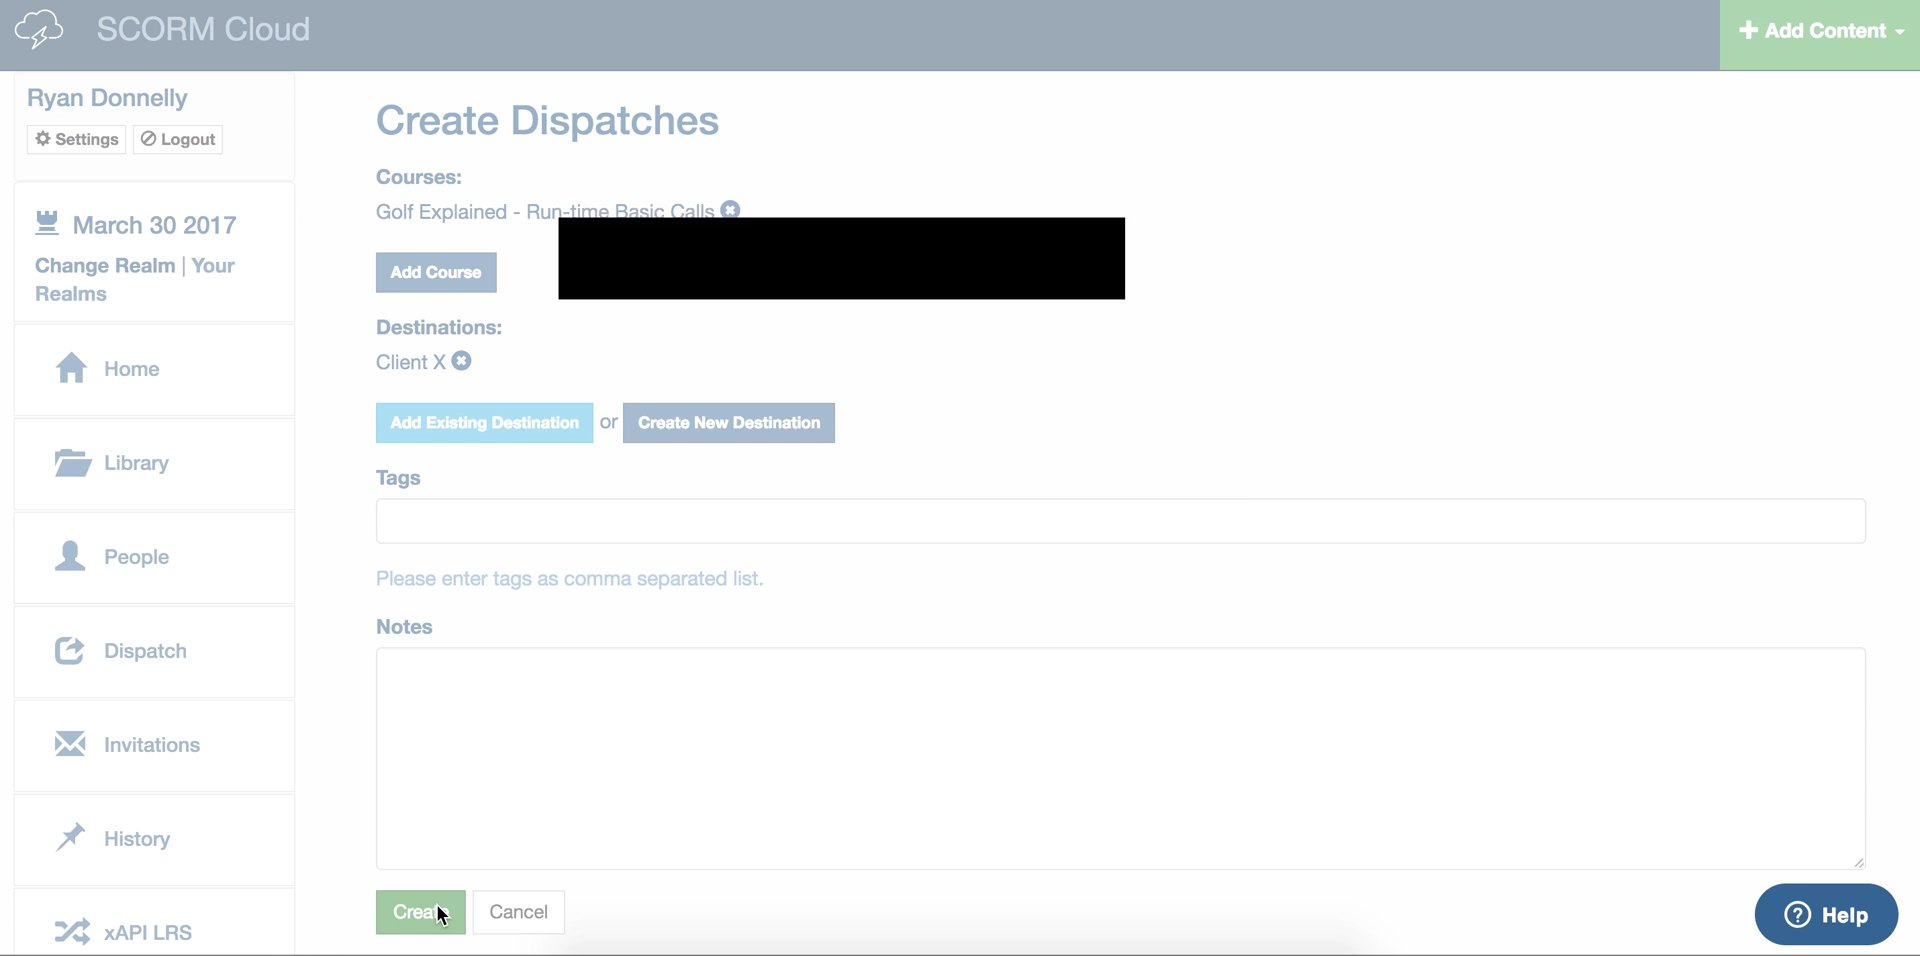 SCORM Cloud
Add Content
Ryan Donnelly
Settings
Logout
March 30 2017
Change Realm | Your
Realms
Home
Library
People
Dispatch
Invitations
History
xAPI LRS
Create Dispatches
Courses:
Golf Explained - Run-time Basic Calls
Add Course
Destinations:
Client X
Add Existing Destination or Create New Destination
Tags
Please enter tags as comma separated list.
Notes
Create
Cancel
Help